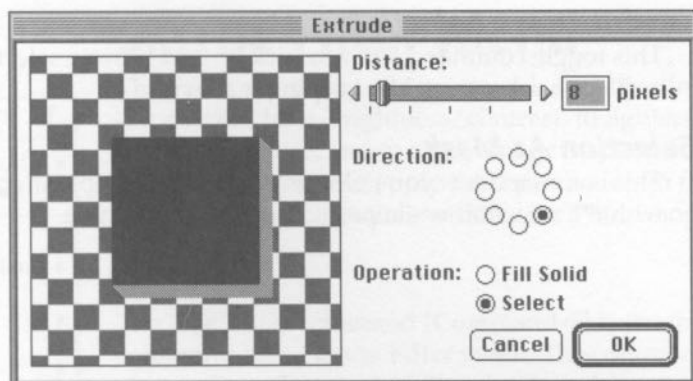 Extrude
Distance:
8 pixels
Direction:
Operation: Fill Solid
Select
Cancel OK